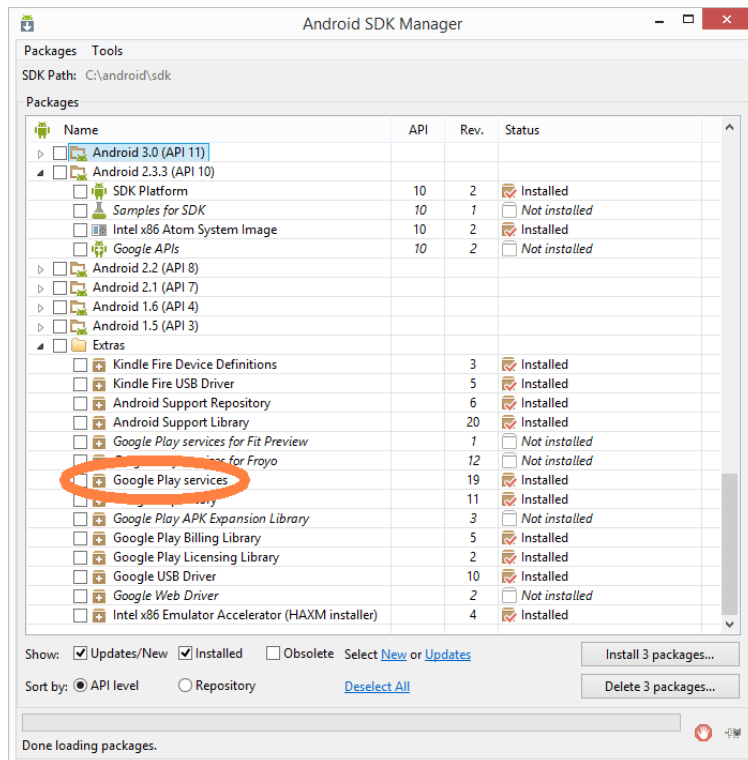 Android SDK Manager
Packages Tools
SDK Path: C:\android\sdk
Packages
Name API Rev. Status
Android 3.0 (API 11)
Android 2.3.3 (API 10)
SDK Platform 10 2 Installed
Samples for SDK 10 1 Not installed
Intel x86 Atom System Image 10 2 Installed
Google APIs 10 2 Not installed
Android 2.2 (API 8)
Android 2.1 (API 7)
Android 1.6 (API 4)
Android 1.5 (API 3)
Extras
Kindle Fire Device Definitions 3 Installed
Kindle Fire USB Driver 5 Installed
Android Support Repository 6 Installed
Android Support Library 20 Installed
Google Play services for Fit Preview 1 Not installed
for Froyo 12 Not installed
Google Play services 19 Installed
11 Installed
Google Play APK Expansion Library 3 Not installed
Google Play Billing Library 5 Installed
Google Play Licensing Library 2 Installed
Google USB Driver 10 Installed
Google Web Driver 2 Not installed
Intel x86 Emulator Accelerator (HAXM installer) 4 Installed
Show: Updates/New Installed Obsolete Select New or Updates Install 3 packages...
Sort by: API level Repository Deselect All Delete 3 packages...
Done loading packages.